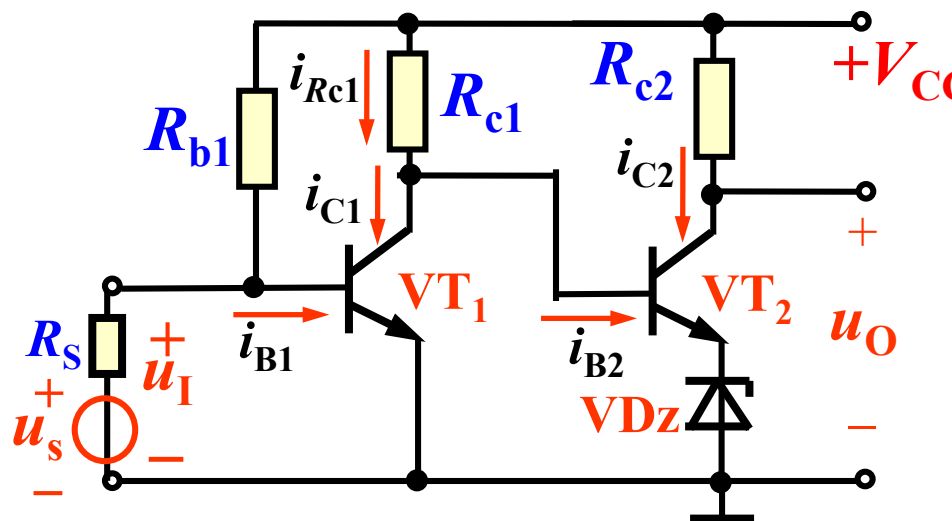 R_b1
i_Rc1
R_c1
R_c2
+V_CC
i_C1
i_C2
+
VT_1
VT_2
i_B1
i_B2
R_S
+
u_I
−
+
u_s
−
VDz
u_O
−